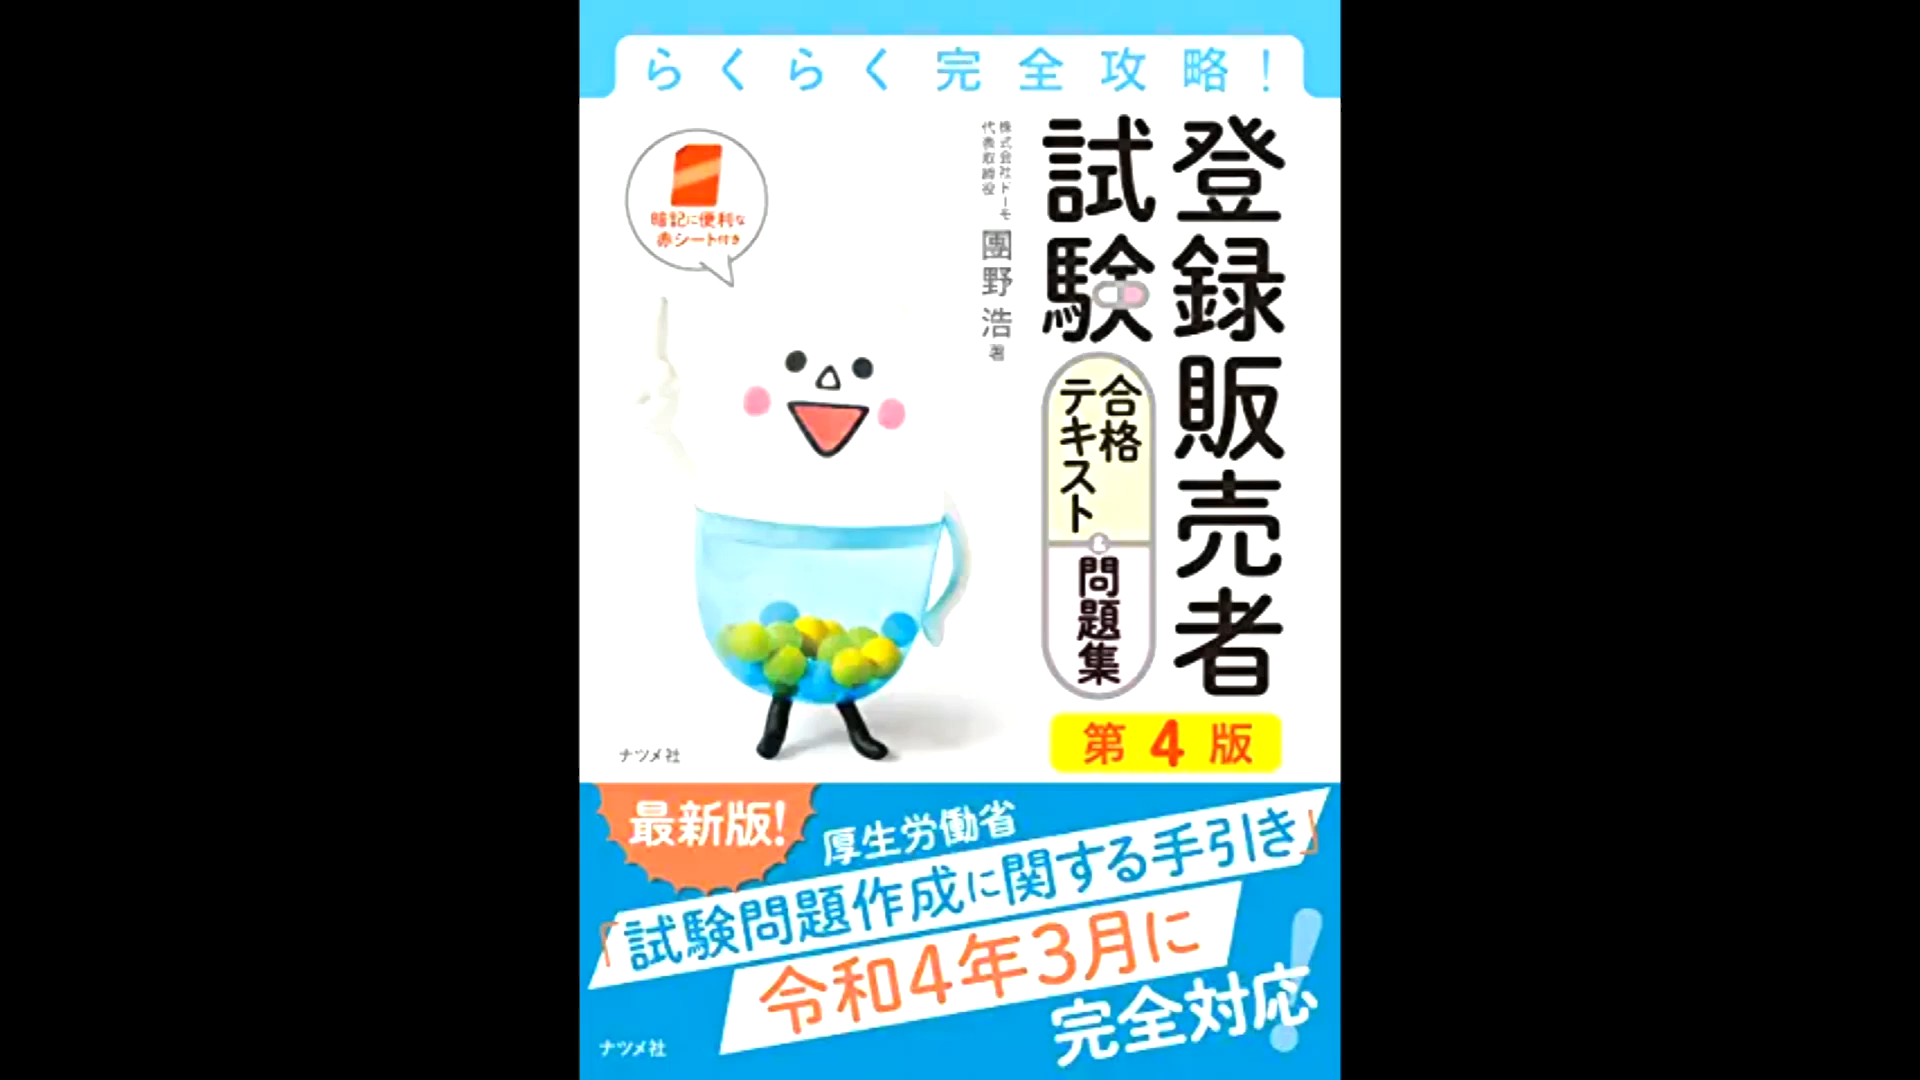 らくらく完全攻略!
登録販売者
試験
合格
テキスト
&
問題集
第4版
株式会社ドーモ
代表取締役
團野浩 著
暗記に便利な
赤シート付き
ナツメ社
最新版!
厚生労働省
「試験問題作成に関する手引き」
令和4年3月に
完全対応!
ナツメ社